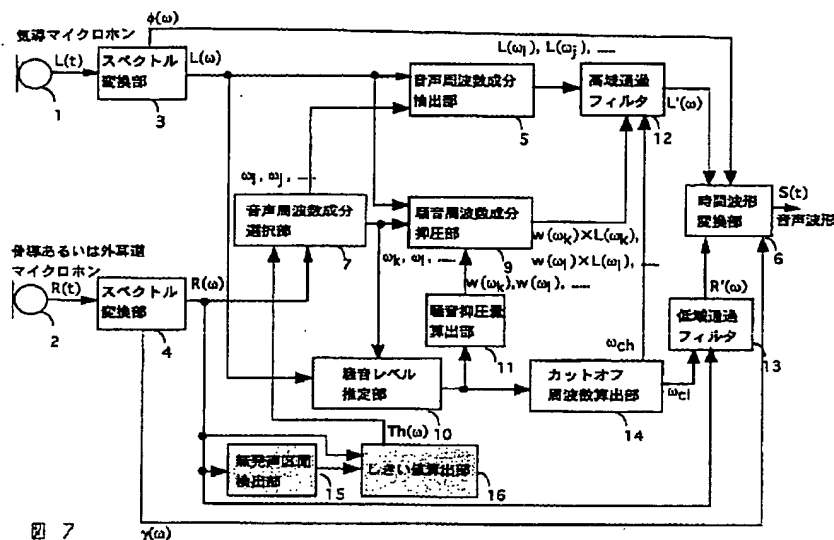 φ(ω)
気導マイクロホン
L(t)
1
スペクトル
変換部
3
L(ω)
音声周波数成分
検出部
5
L(ωi), L(ωj), ....
高域通過
フィルタ
12
L'(ω)
ωi, ωj, ...
音声周波数成分
選択部
7
騒音周波数成分
抑圧部
9
w(ωk)×L(ωk),
w(ωl)×L(ωl), ....
時間波形
変換部
6
S(t)
音声波形
骨導あるいは外耳道
マイクロホン
R(t)
2
スペクトル
変換部
4
R(ω)
ωk, ωl, ...
w(ωk), w(ωl), .....
騒音抑圧量
算出部
11
R'(ω)
低域通過
フィルタ
13
ωch
騒音レベル
推定部
10
カットオフ
周波数算出部
14
ωcl
Th(ω)
無発声区間
検出部
15
しきい値算出部
16
図 7
γ(ω)